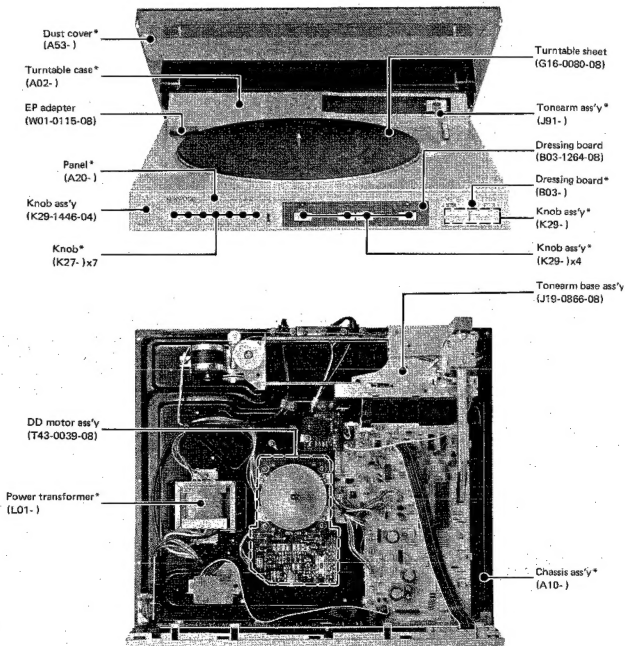 Dust cover*
(A53- )
Turntable case*
(A02- )
EP adapter
(W01-0115-08)
Panel*
(A20- )
Knob ass'y
(K29-1446-04)
Knob*
(K27- )x7
Turntable sheet
(G16-0080-08)
Tonearm ass'y*
(J91- )
Dressing board
(B03-1264-08)
Dressing board*
(B03- )
Knob ass'y*
(K29- )
Knob ass'y*
(K29- )x4
Tonearm base ass'y
(J19-0866-08)
DD motor ass'y
(T43-0039-08)
Power transformer*
(L01- )
Chassis ass'y*
(A10- )